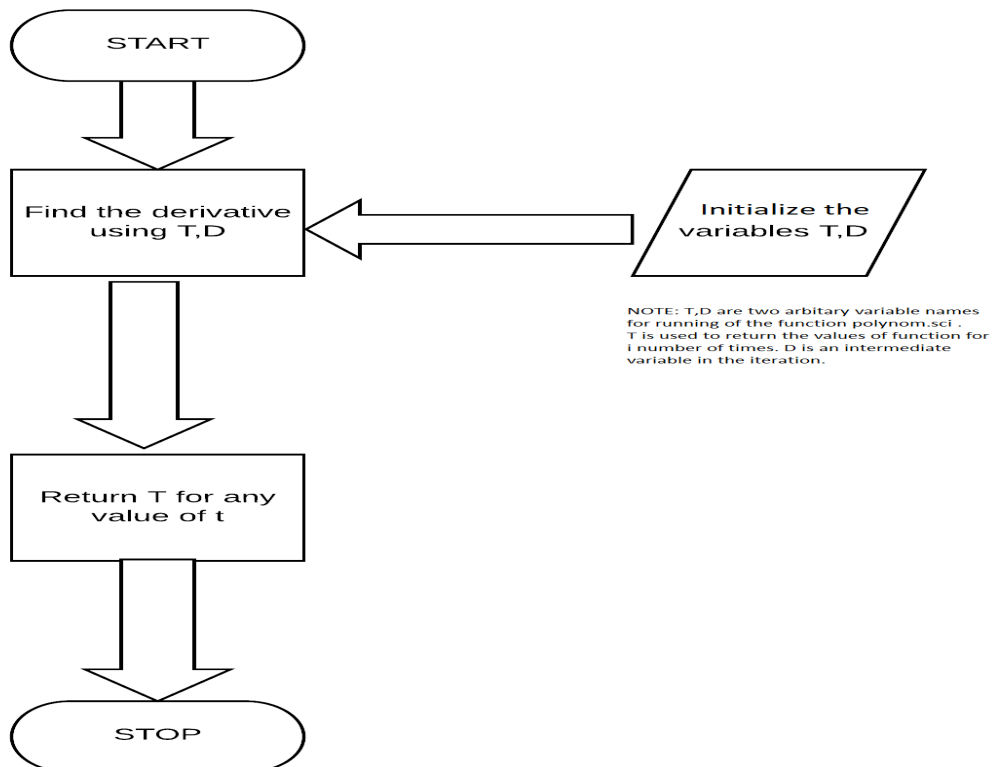 START
Find the derivative
using T,D
Initialize the
variables T,D
NOTE: T,D are two arbitary variable names
for running of the function polynom.sci .
T is used to return the values of function for
i number of times. D is an intermediate
variable in the iteration.
Return T for any
value of t
STOP